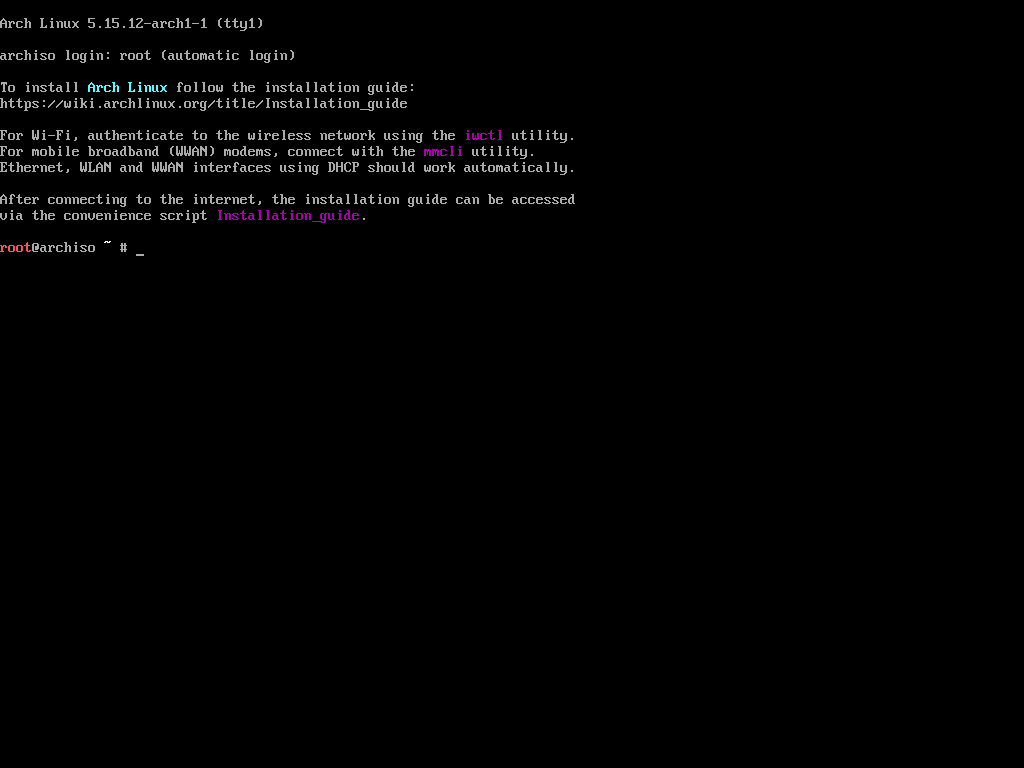 Arch Linux 5.15.12-arch1-1 (tty1)
archiso login: root (automatic login)
To install Arch Linux follow the installation guide:
https://wiki.archlinux.org/title/Installation_guide
For Wi-Fi, authenticate to the wireless network using the iwctl utility.
For mobile broadband (WWAN) modems, connect with the mmcli utility.
Ethernet, WLAN and WWAN interfaces using DHCP should work automatically.
After connecting to the internet, the installation guide can be accessed
via the convenience script Installation_guide.
root@archiso ~ # _